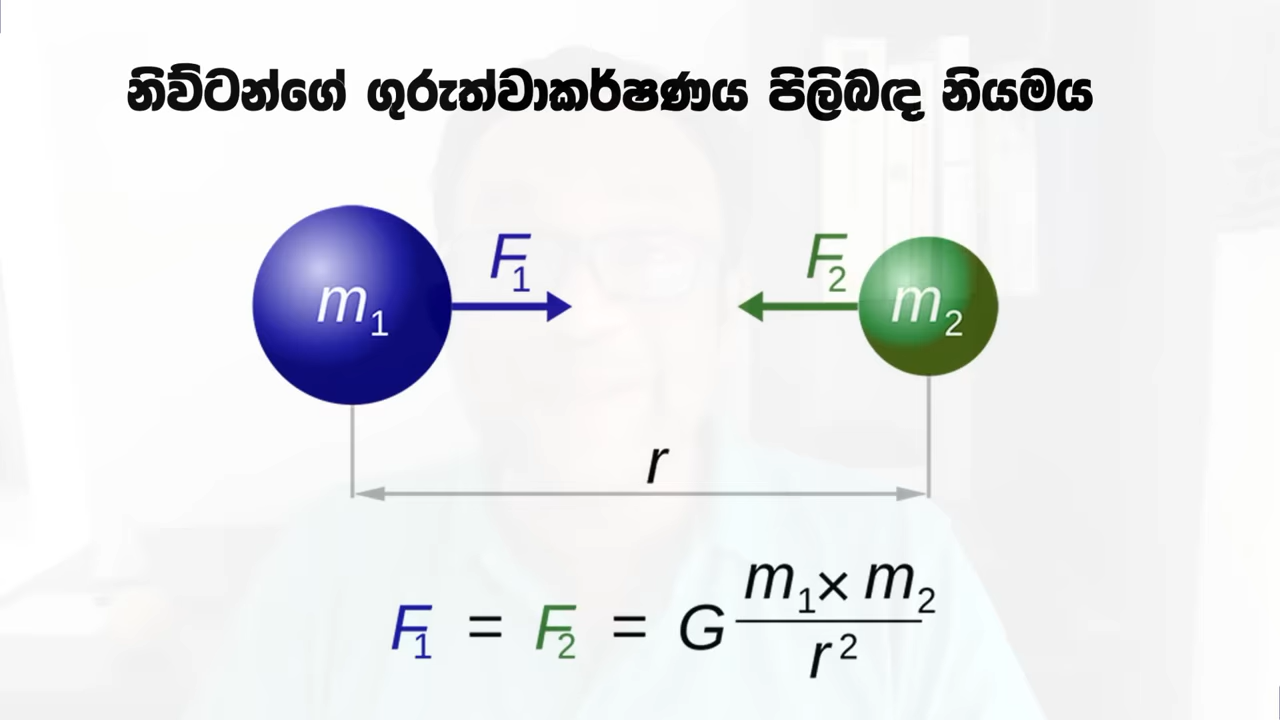 නිව්ටන්ගේ ගුරුත්වාකර්ෂණය පිලිබඳ නියමය
F₁ F₂
m₁ m₂
r
F₁ = F₂ = G (m₁ × m₂) / r²